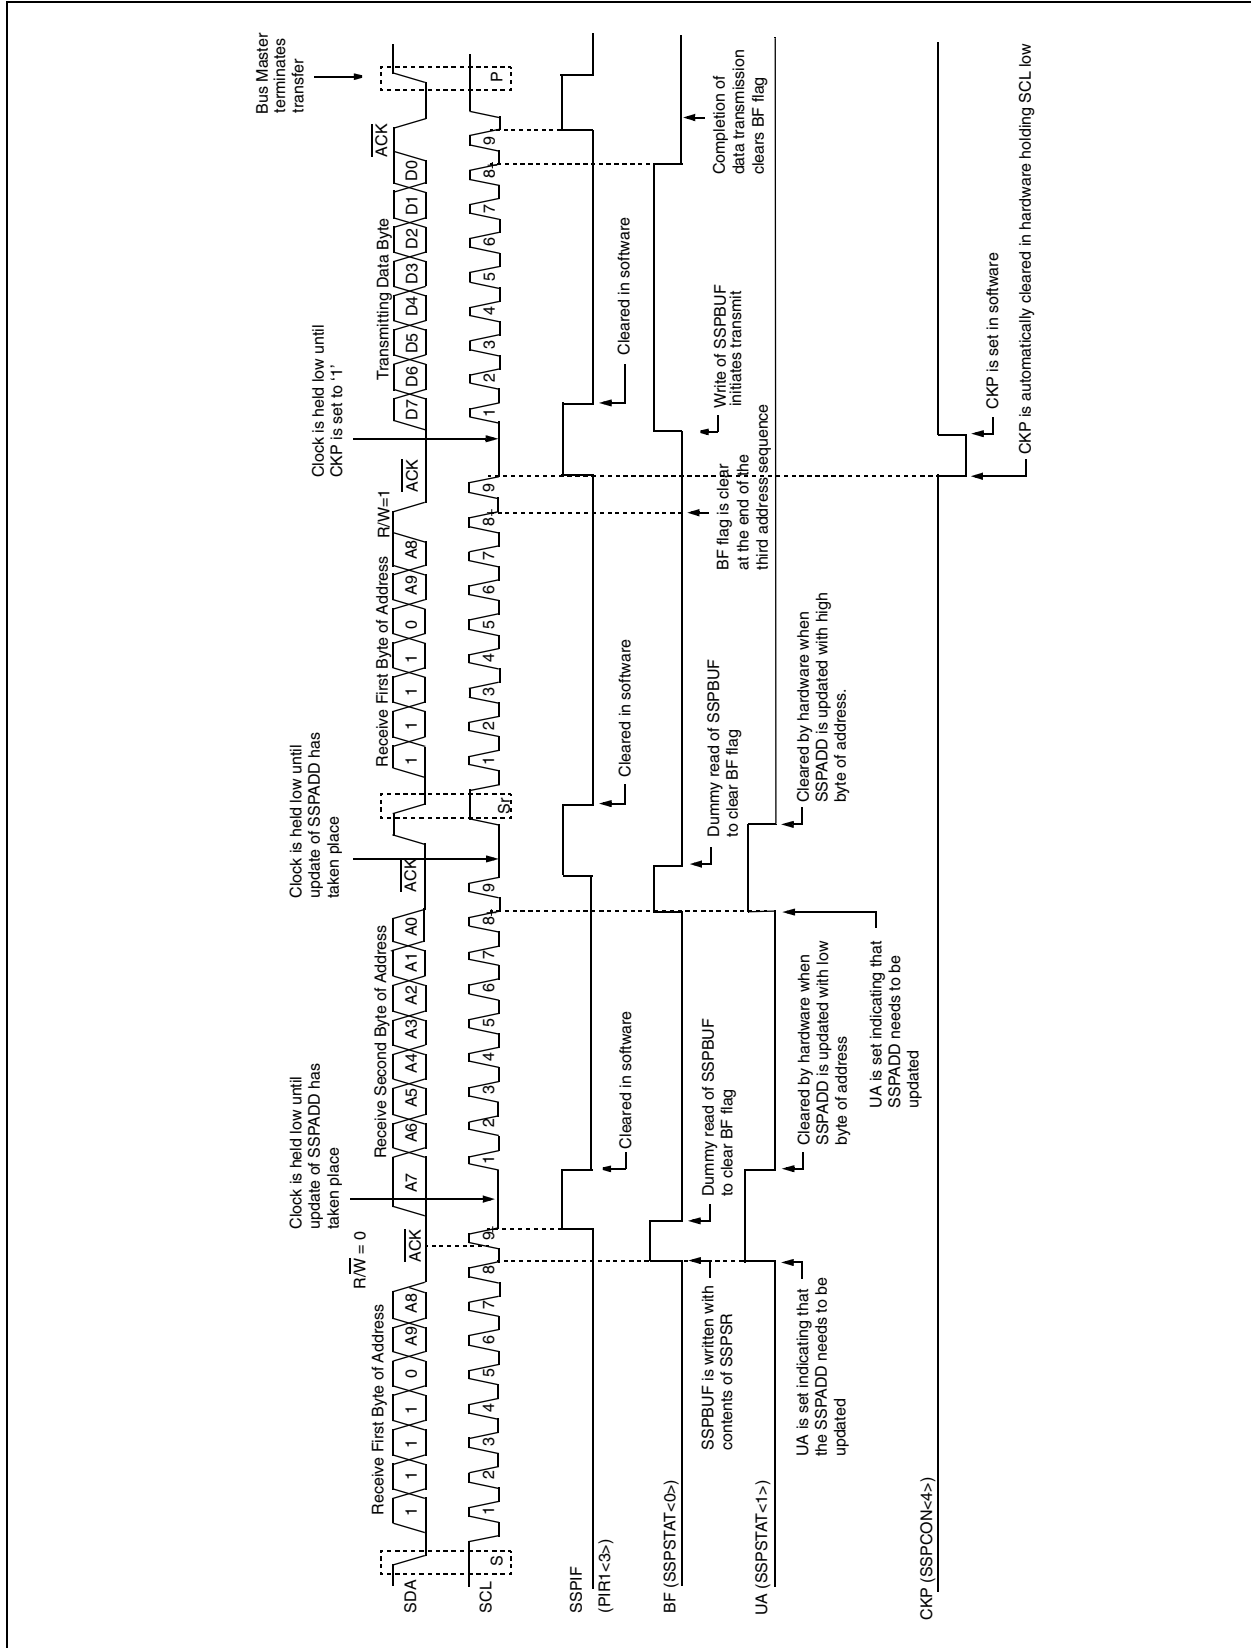 Bus Master
terminates
transfer
Clock is held low until
CKP is set to ‘1’
Clock is held low until
update of SSPADD has
taken place
Clock is held low until
update of SSPADD has
taken place
R/W = 0
Receive First Byte of Address
ACK
Receive Second Byte of Address
ACK
Receive First Byte of Address
R/W=1
ACK
Transmitting Data Byte
ACK
SDA
1 1 1 1 0 A9 A8
A7 A6 A5 A4 A3 A2 A1 A0
1 1 1 1 0 A9 A8
D7 D6 D5 D4 D3 D2 D1 D0
SCL
S 1 2 3 4 5 6 7 8 9
1 2 3 4 5 6 7 8 9
Sr 1 2 3 4 5 6 7 8 9
1 2 3 4 5 6 7 8 9 P
SSPIF
(PIR1<3>)
Cleared in software
Cleared in software
Cleared in software
BF (SSPSTAT<0>)
SSPBUF is written with
contents of SSPSR
Dummy read of SSPBUF
to clear BF flag
Dummy read of SSPBUF
to clear BF flag
BF flag is clear
at the end of the
third address sequence
Write of SSPBUF
initiates transmit
Completion of
data transmission
clears BF flag
UA (SSPSTAT<1>)
UA is set indicating that
the SSPADD needs to be
updated
Cleared by hardware when
SSPADD is updated with low
byte of address
UA is set indicating that
SSPADD needs to be
updated
Cleared by hardware when
SSPADD is updated with high
byte of address.
CKP (SSPCON<4>)
CKP is set in software
CKP is automatically cleared in hardware holding SCL low